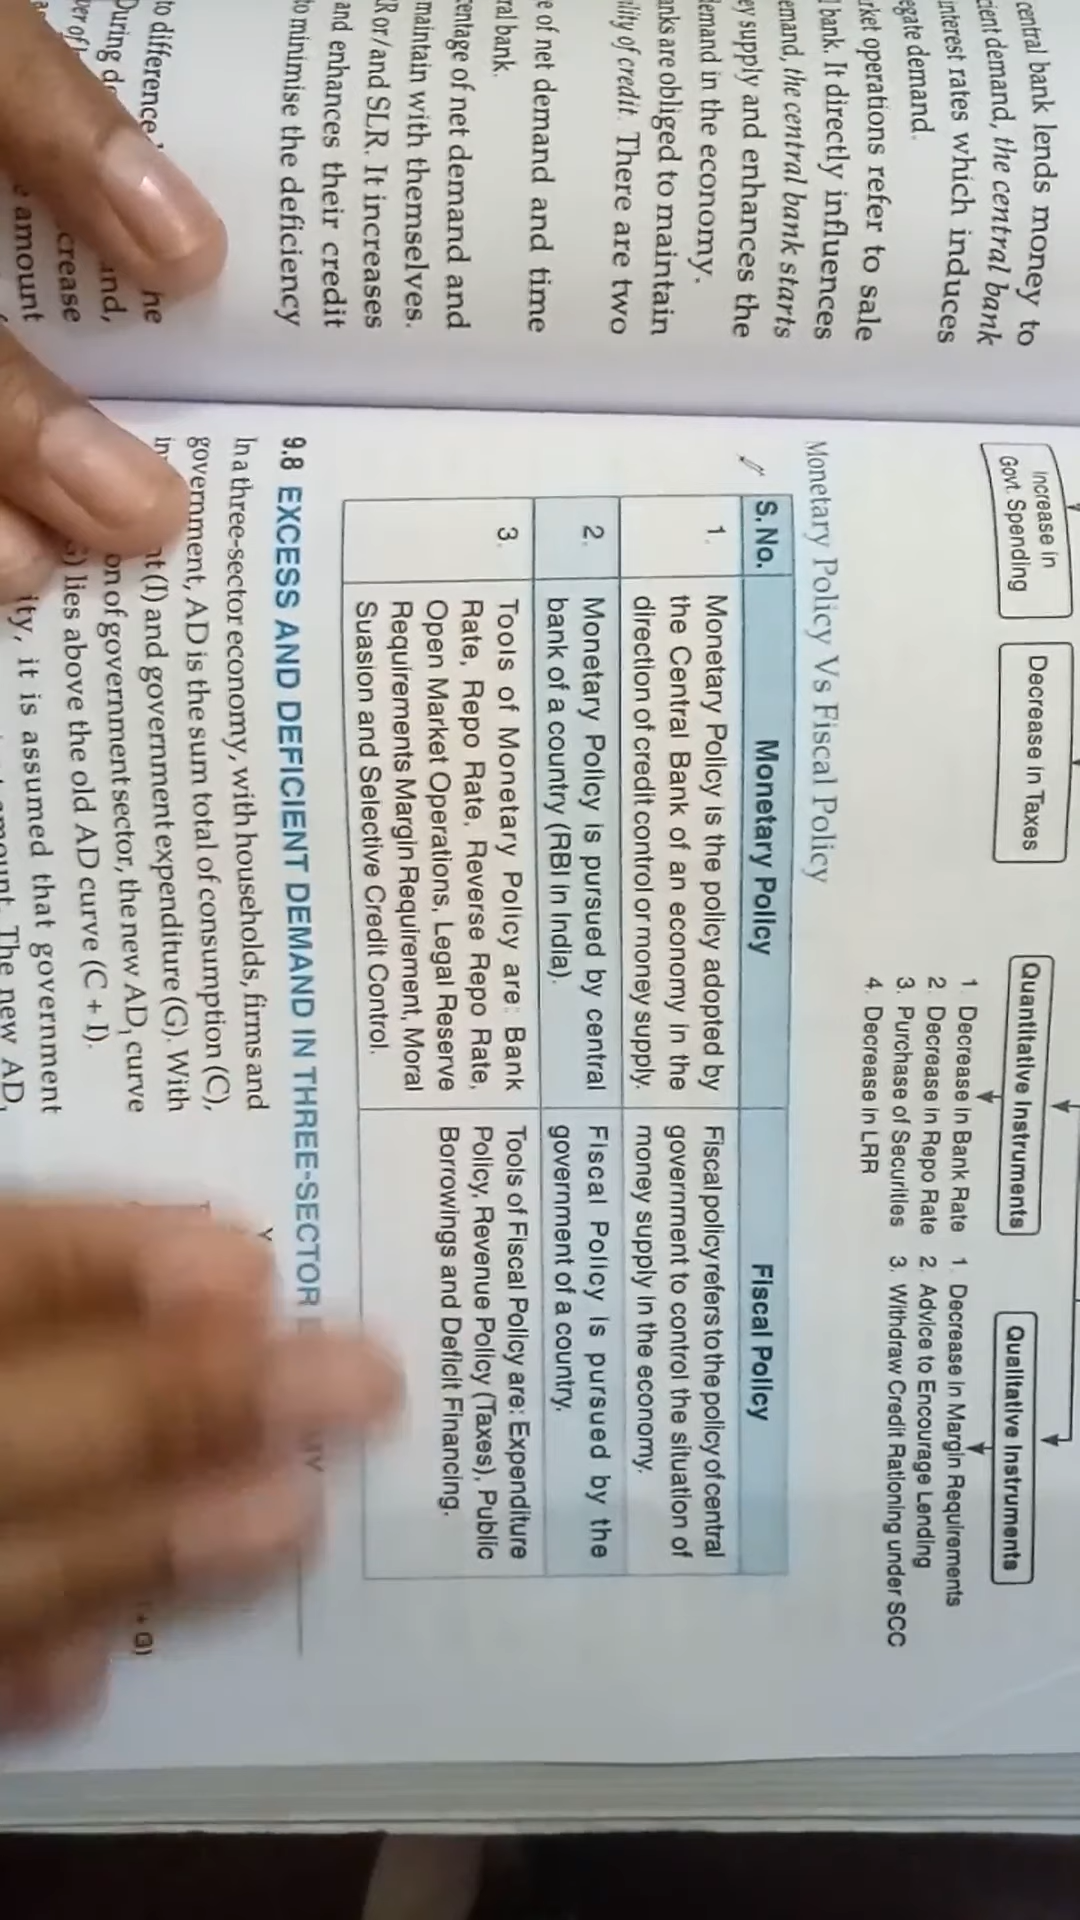 central bank lends money to
cient demand, the central bank
interest rates which induces
egate demand.
rket operations refer to sale
bank. It directly influences
emand, the central bank starts
ey supply and enhances the
demand in the economy.
anks are obliged to maintain
ility of credit. There are two
e of net demand and time
ral bank.
centage of net demand and
maintain with themselves.
R or/and SLR. It increases
and enhances their credit
to minimise the deficiency
to difference
he
During
and,
crease
amount
Increase in
Govt. Spending
Decrease in Taxes
Quantitative Instruments
Qualitative Instruments
1. Decrease in Bank Rate
2. Decrease in Repo Rate
3. Purchase of Securities
4. Decrease in LRR
1. Decrease in Margin Requirements
2. Advice to Encourage Lending
3. Withdraw Credit Rationing under SCC
Monetary Policy Vs Fiscal Policy
S. No. Monetary Policy Fiscal Policy
1. Monetary Policy is the policy adopted by
the Central Bank of an economy in the
direction of credit control or money supply.
Fiscal policy refers to the policy of central
government to control the situation of
money supply in the economy.
2. Monetary Policy is pursued by central
bank of a country (RBI in India).
Fiscal Policy is pursued by the
government of a country.
3. Tools of Monetary Policy are: Bank
Rate, Repo Rate, Reverse Repo Rate,
Open Market Operations, Legal Reserve
Requirements Margin Requirement, Moral
Suasion and Selective Credit Control.
Tools of Fiscal Policy are: Expenditure
Policy, Revenue Policy (Taxes), Public
Borrowings and Deficit Financing.
9.8 EXCESS AND DEFICIENT DEMAND IN THREE-SECTOR
In a three-sector economy, with households, firms and
government, AD is the sum total of consumption (C),
(I) and government expenditure (G). With
on of government sector, the new AD₁ curve
lies above the old AD curve (C + I).
ity, it is assumed that government
amount. The new AD₁
Y
+ G)